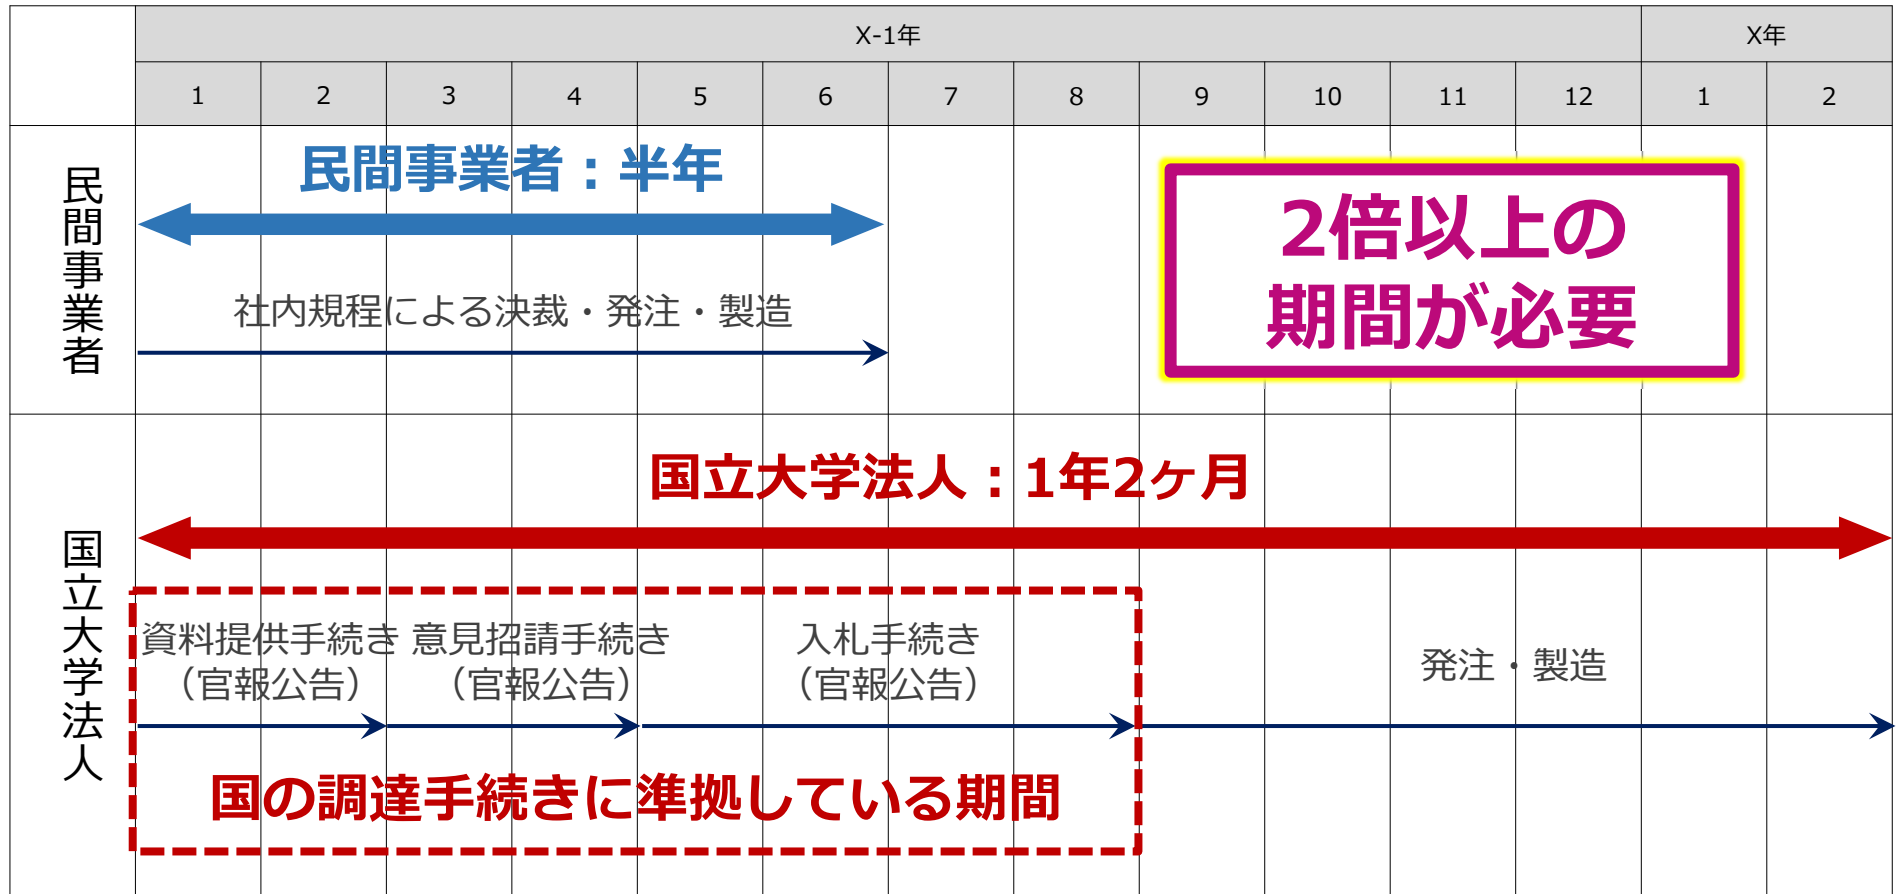 X-1年
X年
1
2
3
4
5
6
7
8
9
10
11
12
1
2
民間事業者
民間事業者：半年
社内規程による決裁・発注・製造
2倍以上の
期間が必要
国立大学法人
国立大学法人：1年2ヶ月
資料提供手続き
（官報公告）
意見招請手続き
（官報公告）
入札手続き
（官報公告）
発注・製造
国の調達手続きに準拠している期間